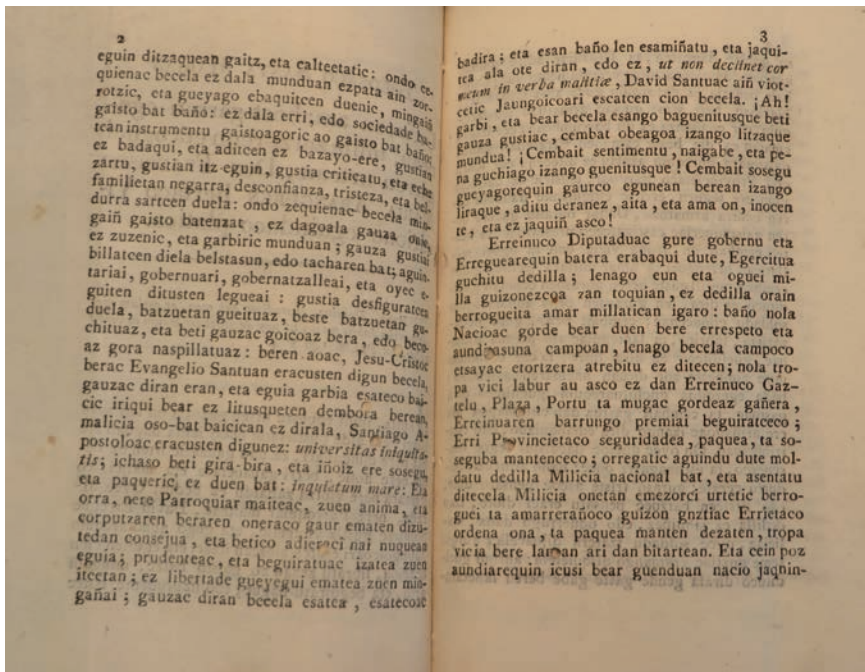 2
eguin ditzaquean gaitz, eta calteetatic: ondo ce-
quienac becela ez dala munduan ezpata ain zor-
rotzic, eta gueyago ebaquitcen duenic, mingaiñ
gaisto bat baño: ez dala erri, edo sociedade ba-
tcan instrumentu gaistoagoric ao gaisto bat baño;
ez badaqui, eta aditcen ez bazayo-ere, gustian
zartu, gustian itz eguin, gustia criticatu, eta eche
familietan negarra, desconfianza, tristeza, eta bel-
durra sartcen duela: ondo zequienac becela min-
gaiñ gaisto batenzat, ez dagoala gauza onic,
ez zuzenic, eta garbiric munduan; gauza gustiai
billatcen diela belstasun, edo tacharen bat; aguin-
tariai, gobernuari, gobernatzalleai, eta oyec e-
guiten ditusten legueai: gustia desfiguratcen
duela, batzuetan gueituaz, beste batzuetan gu-
chituaz, eta beti gauzac goicoaz bera, edo beco-
az gora naspillatuaz: beren aoac, Jesu-Cristoc
berac Evangelio Santuan eracusten digun becela,
gauzac diran eran, eta eguia garbia esateco bai-
cic iriqui bear ez litusqueten dembora berean,
malicia oso-bat baicican ez dirala, Santiago A-
postoloac eracusten digunez: universitas iniquita-
tis; ichaso beti gira-bira, eta iñoiz ere sosegu,
eta paqueric, ez duen bat: inquietum mare: Eta
orra, nere Parroquiar maiteac, zuen anima, eta
corputzaren beraren oneraco gaur ematen dizu-
tedan consejua, eta betico adieraci nai nuquean
eguia; prudenteac, eta beguiratuac izatea zuen
itcetan; ez libertade gueyegui ematea zuen min-
gañai; gauzac diran becela esatea, esatecoac
3
badira; eta esan baño len esamiñatu, eta jaqui-
tea ala ote diran, edo ez, ut non declinet cor
meum in verba malitiæ, David Santuac aiñ viot-
cetic Jaungoicoari escatcen cion becela. ¡Ah!
garbi, eta bear becela esango baguenitusque beti
gauza gustiac, cembat obeagoa izango litzaque
mundua! ¡Cembait sentimentu, naigabe, eta pe-
na guchiago izango guenitusque! Cembait sosegu
gueyagorequin gaurco egunean berean izango
liraque, aditu deranez, aita, eta ama on, inocen
te, eta ez jaquiñ asco!
Erreinuco Diputaduac gure gobernu eta
Erreguearequin batera erabaqui dute, Egercitua
guchitu dedilla; lenago eun eta oguei mi-
lla guizonezcoa zan toquian, ez dedilla orain
berrogueita amar millatican igaro: baño nola
Nacioac gorde bear duen bere errespeto eta
aunditasuna campoan, lenago becela campoco
etsayac etortzera atrebitu ez ditecen; nola tro-
pa vici labur au asco ez dan Erreinuco Gaz-
telu, Plaza, Portu ta mugac gordeaz gañera,
Erreinuaren barrungo premiai beguiratceco;
Erri Provincietaco seguridadea, paquea, ta so-
seguba mantenceco; orregatic aguindu dute mol-
datu dedilla Milicia nacional bat, eta asentatu
ditecela Milicia onetan emezorci urtetic berro-
guei ta amarrerañoco guizon gnztiac Errietaco
ordena ona, ta paquea manten dezaten, tropa
vicia bere lanean ari dan bitartean. Eta cein poz
aundiarequin icusi bear guenduan nacio jaqnin-